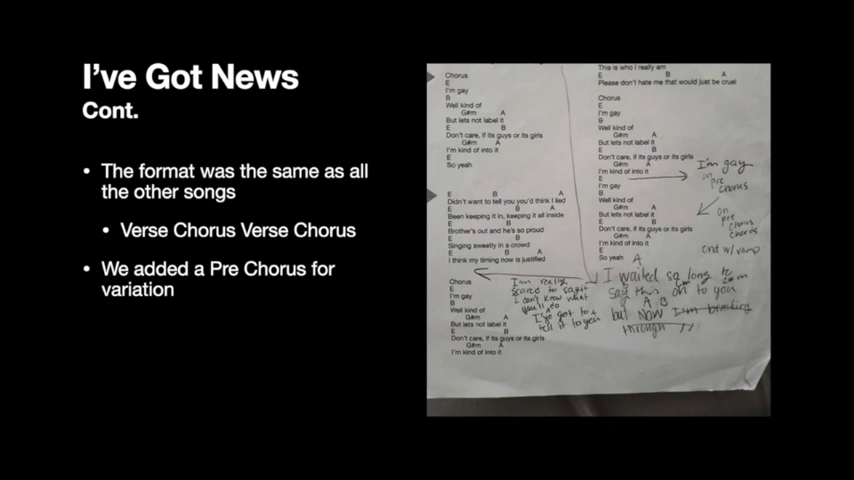 I've Got News
Cont.
• The format was the same as all
the other songs
• Verse Chorus Verse Chorus
• We added a Pre Chorus for
variation
Chorus
E
I'm gay
B
Well kind of
G#m A
But lets not label it
E B
Don't care, if its guys or its girls
G#m A
I'm kind of into it
E
So yeah
E B A
Didn't want to tell you you'd think I lied
E B A
Been keeping it in, keeping it all inside
E B
Brother's out and he's so proud
E B
Singing sweetly in a crowd
E B A
I think my timing now is justified
Chorus
E
I'm gay
B
Well kind of
G#m A
But lets not label it
E B
Don't care, if its guys or its girls
G#m A
I'm kind of into it
This is who I really am
E B A
Please don't hate me that would just be cruel
Chorus
E
I'm gay
B
Well kind of
G#m A
But lets not label it
E B
Don't care, if its guys or its girls
G#m A
I'm kind of into it
E
I'm gay
B
Well kind of
G#m A
But lets not label it
E B
Don't care, if its guys or its girls
G#m A
I'm kind of into it
E
So yeah
I'm gay
on
Pre
Chorus
on
pre
chorus
chords
end w/ vamp
I'm really
scared to say it
I don't know what
you'll do
I've got to
tell it to you
A
I waited so long to
C#m
say this oh to you
A B
but NOW I'm breaking
through